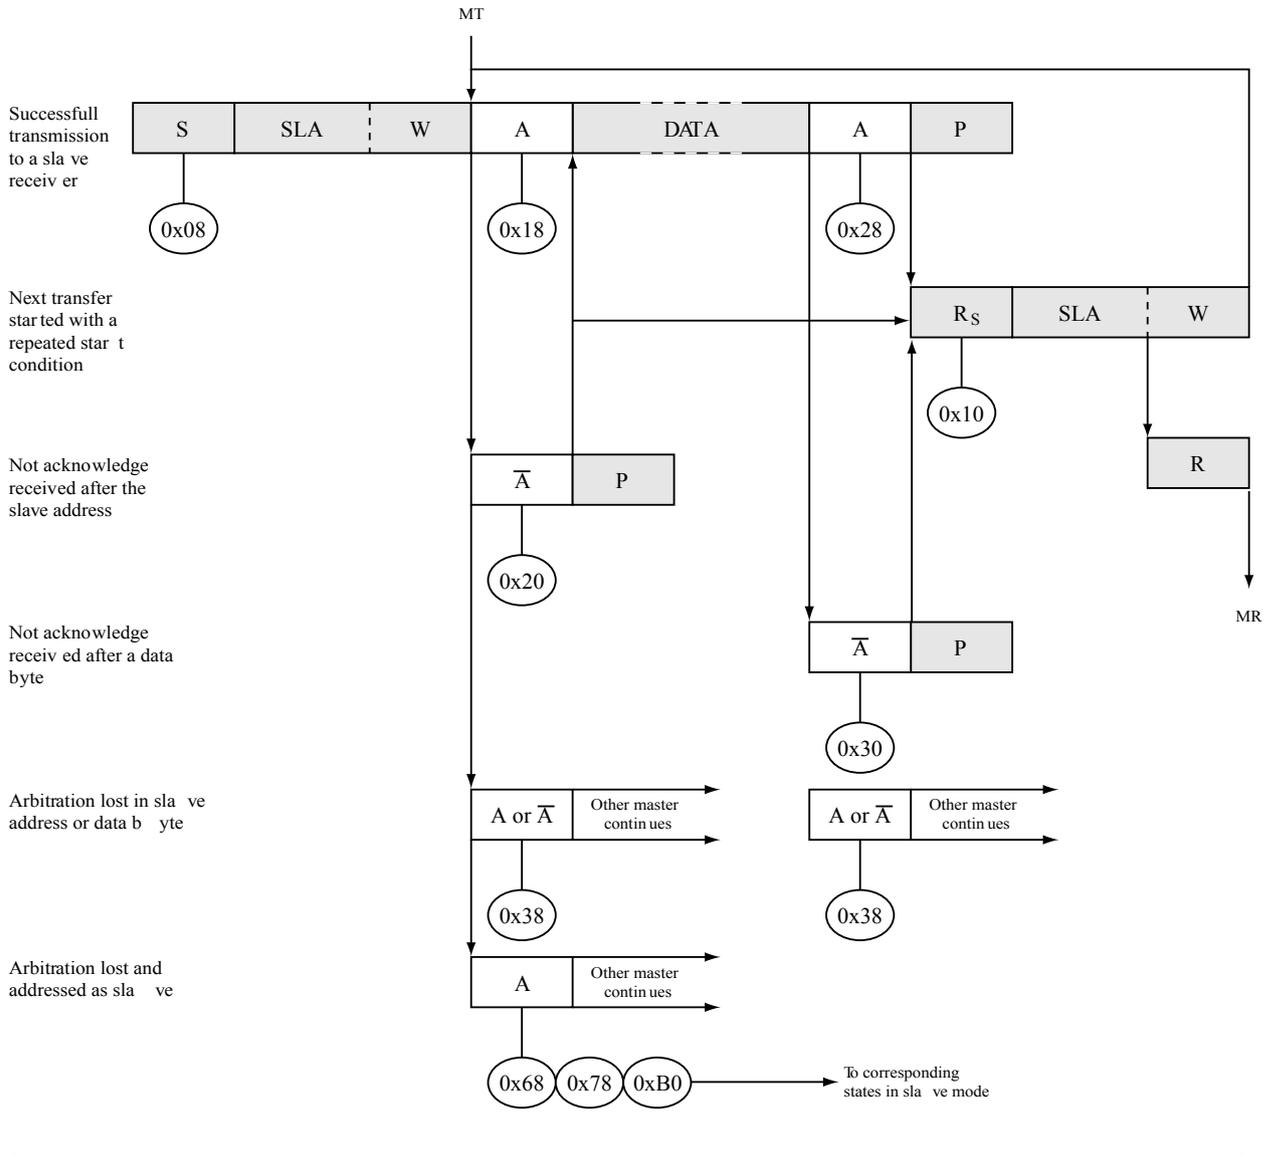 MT
Successfull
transmission
to a sla ve
receiv er
S SLA W A DATA A P
0x08 0x18 0x28
Next transfer
star ted with a
repeated star t
condition
RS SLA W
0x10
Not acknowledge
received after the
slave address
A̅ P
R
0x20
MR
Not acknowledge
receiv ed after a data
byte
A̅ P
0x30
Arbitration lost in sla ve
address or data b yte
A or A̅
Other master
contin ues
A or A̅
Other master
contin ues
0x38 0x38
Arbitration lost and
addressed as sla ve
A
Other master
contin ues
0x68 0x78 0xB0
To corresponding
states in sla ve mode